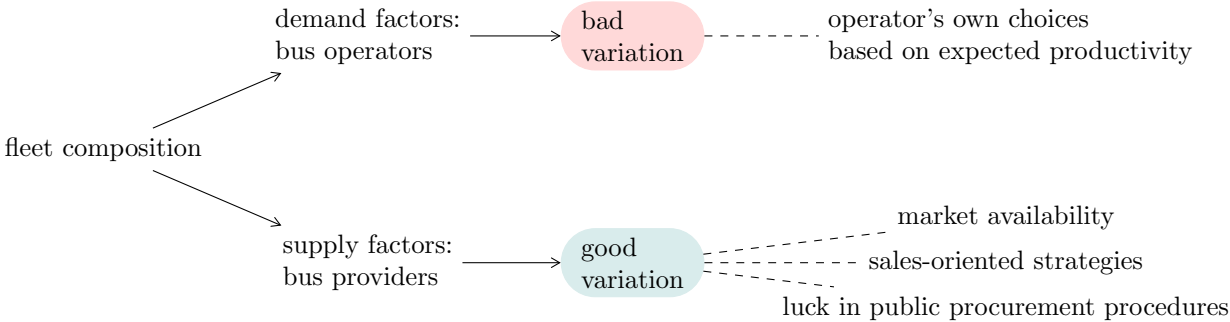 demand factors:
bus operators
bad
variation
operator's own choices
based on expected productivity
fleet composition
supply factors:
bus providers
good
variation
market availability
sales-oriented strategies
luck in public procurement procedures